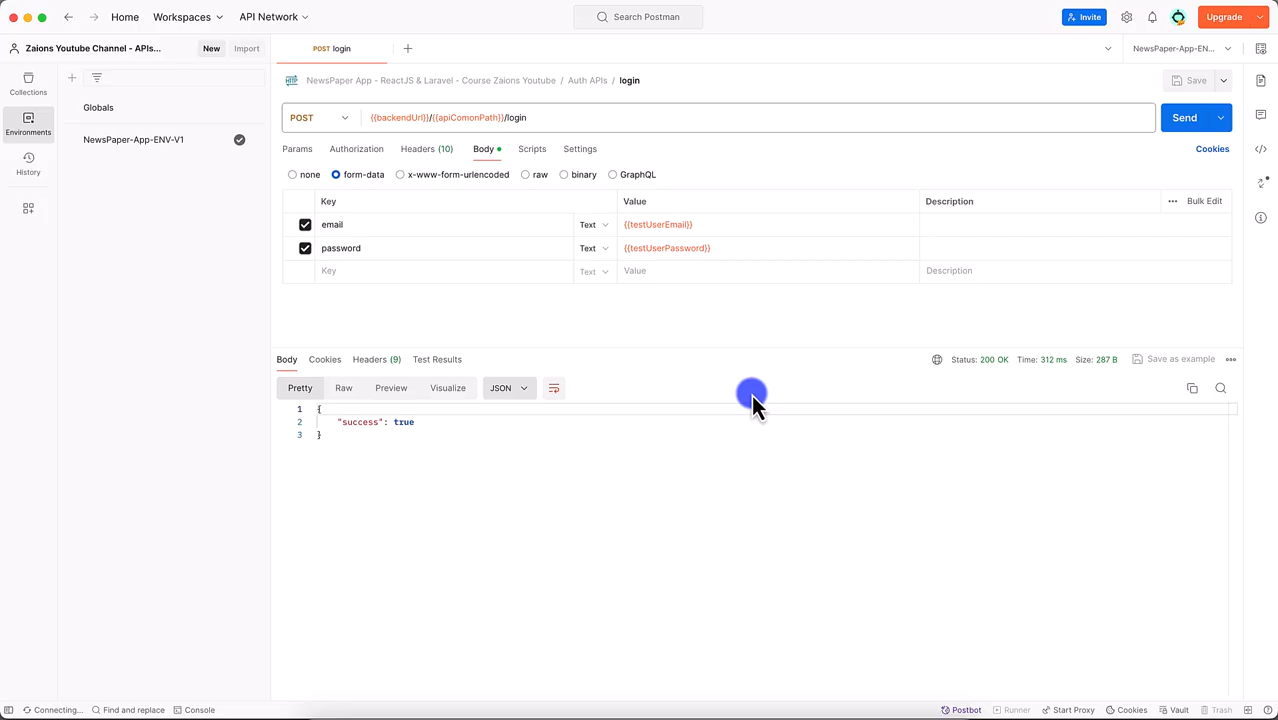 Home Workspaces API Network Search Postman Invite Upgrade
Zaions Youtube Channel - APIs... New Import POST login NewsPaper-App-EN...
Collections
Environments
History
Globals
NewsPaper-App-ENV-V1
NewsPaper App - ReactJS & Laravel - Course Zaions Youtube / Auth APIs / login Save
POST {{backendUrl}}/{{apiComonPath}}/login Send
Params Authorization Headers (10) Body Scripts Settings Cookies
none form-data x-www-form-urlencoded raw binary GraphQL
Key Value Description Bulk Edit
email Text {{testUserEmail}}
password Text {{testUserPassword}}
Key Text Value Description
Body Cookies Headers (9) Test Results Status: 200 OK Time: 312 ms Size: 287 B Save as example
Pretty Raw Preview Visualize JSON
1 {
2 "success": true
3 }
Connecting... Find and replace Console Postbot Runner Start Proxy Cookies Vault Trash